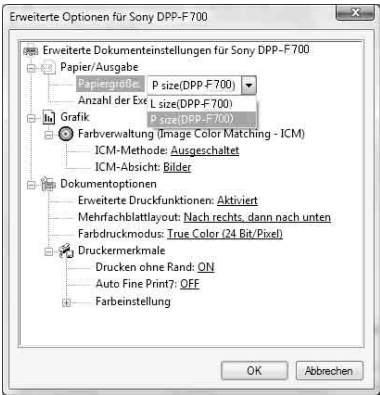 Erweiterte Optionen für Sony DPP-F700
Erweiterte Dokumenteinstellungen für Sony DPP-F700
Papier/Ausgabe
Papiergröße: P size(DPP-F700)
Anzahl der Exe L size(DPP-F700)
P size(DPP-F700)
Grafik
Farbverwaltung (Image Color Matching - ICM)
ICM-Methode: Ausgeschaltet
ICM-Absicht: Bilder
Dokumentoptionen
Erweiterte Druckfunktionen: Aktiviert
Mehrfachblattlayout: Nach rechts, dann nach unten
Farbdruckmodus: True Color (24 Bit/Pixel)
Druckermerkmale
Drucken ohne Rand: ON
Auto Fine Print7: OFF
Farbeinstellung
OK Abbrechen